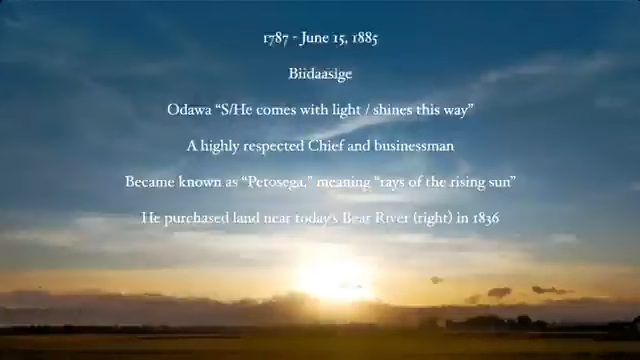 1787 - June 15, 1885
Biidaasige
Odawa “S/He comes with light / shines this way”
A highly respected Chief and businessman
Became known as “Petosega,” meaning “rays of the rising sun”
He purchased land near today's Bear River (right) in 1836